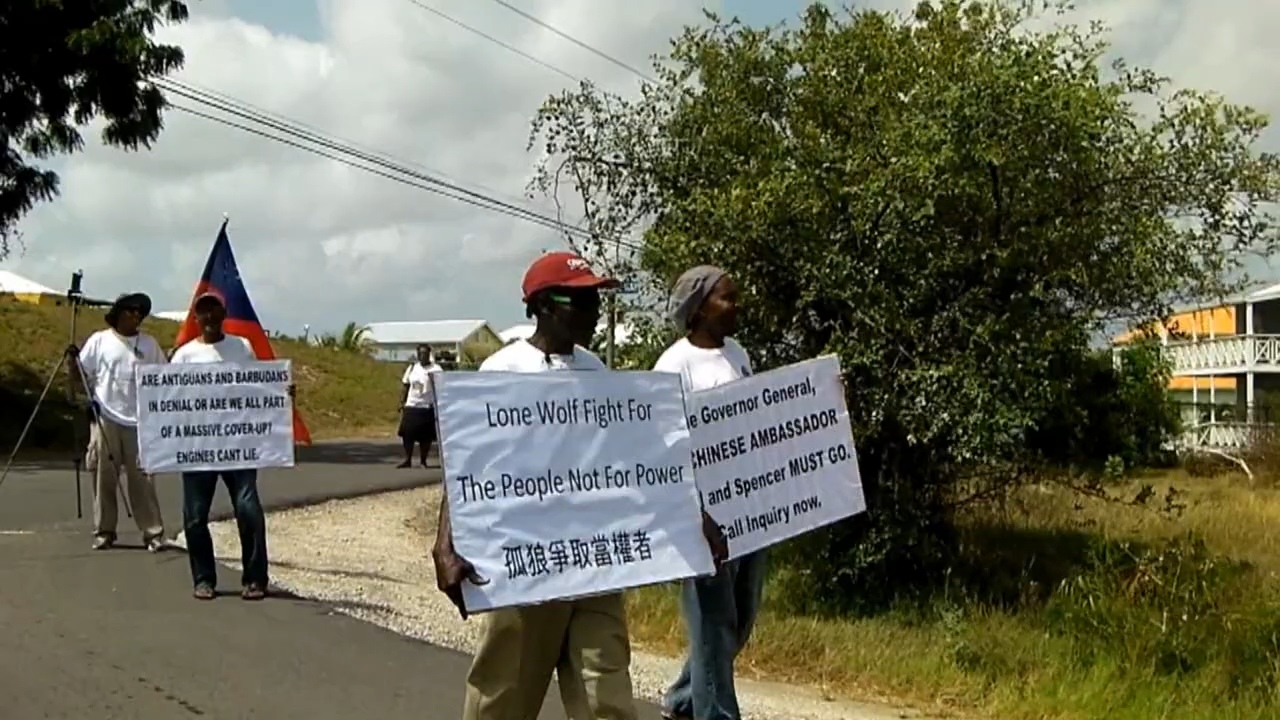 ARE ANTIGUANS AND BARBUDANS
IN DENIAL OR ARE WE ALL PART
OF A MASSIVE COVER-UP?
ENGINES CANT LIE.
Lone Wolf Fight For
The People Not For Power
孤狼爭取當權者
e Governor General,
CHINESE AMBASSADOR
and Spencer MUST GO.
Call Inquiry now.